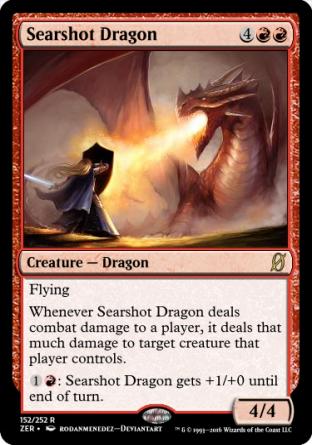 Searshot Dragon 4
Creature — Dragon
Flying
Whenever Searshot Dragon deals
combat damage to a player, it deals that
much damage to target creature that
player controls.
1 : Searshot Dragon gets +1/+0 until
end of turn.
152/252 R
4/4
ZER • RODANMENEDEZ—DEVIANTART ™ & © 1993–2016 Wizards of the Coast LLC